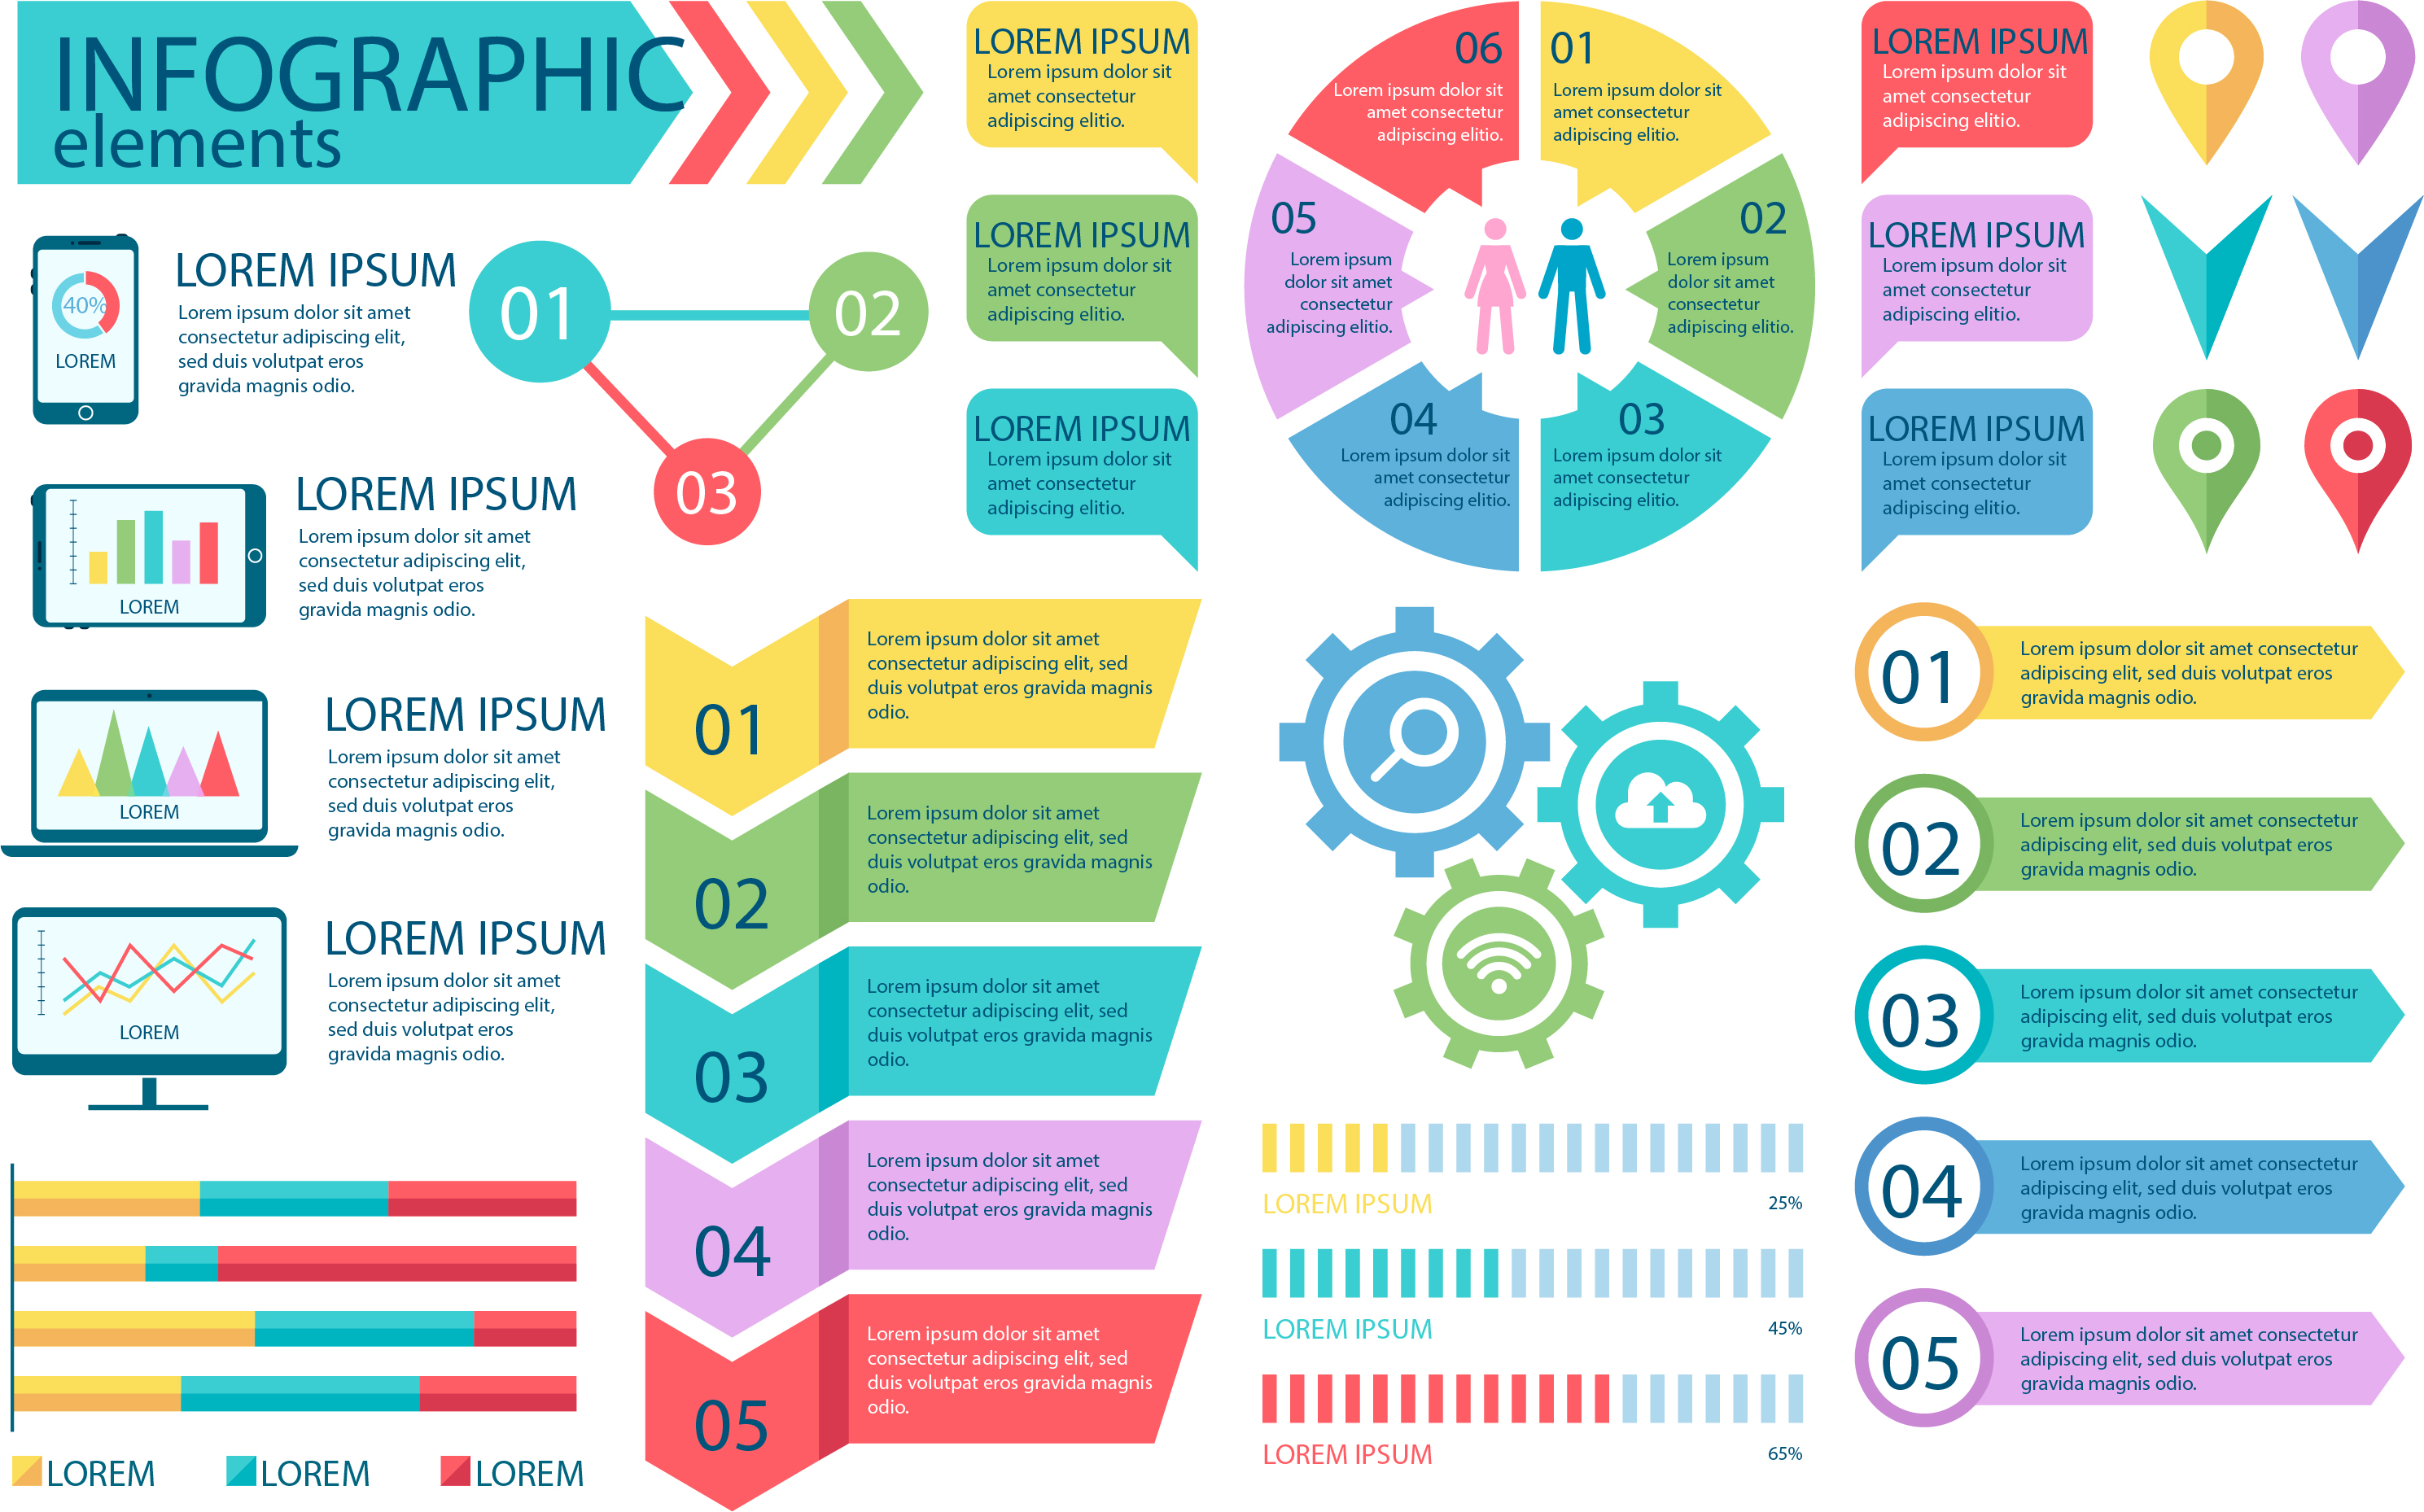 INFOGRAPHIC
elements
40%
LOREM
LOREM IPSUM
Lorem ipsum dolor sit amet
consectetur adipiscing elit,
sed duis volutpat eros
gravida magnis odio.
LOREM
LOREM IPSUM
Lorem ipsum dolor sit amet
consectetur adipiscing elit,
sed duis volutpat eros
gravida magnis odio.
LOREM
LOREM IPSUM
Lorem ipsum dolor sit amet
consectetur adipiscing elit,
sed duis volutpat eros
gravida magnis odio.
LOREM
LOREM IPSUM
Lorem ipsum dolor sit amet
consectetur adipiscing elit,
sed duis volutpat eros
gravida magnis odio.
LOREM
LOREM
LOREM
01
02
03
01
Lorem ipsum dolor sit amet
consectetur adipiscing elit, sed
duis volutpat eros gravida magnis
odio.
02
Lorem ipsum dolor sit amet
consectetur adipiscing elit, sed
duis volutpat eros gravida magnis
odio.
03
Lorem ipsum dolor sit amet
consectetur adipiscing elit, sed
duis volutpat eros gravida magnis
odio.
04
Lorem ipsum dolor sit amet
consectetur adipiscing elit, sed
duis volutpat eros gravida magnis
odio.
05
Lorem ipsum dolor sit amet
consectetur adipiscing elit, sed
duis volutpat eros gravida magnis
odio.
LOREM IPSUM
Lorem ipsum dolor sit
amet consectetur
adipiscing elitio.
LOREM IPSUM
Lorem ipsum dolor sit
amet consectetur
adipiscing elitio.
LOREM IPSUM
Lorem ipsum dolor sit
amet consectetur
adipiscing elitio.
01
Lorem ipsum dolor sit
amet consectetur
adipiscing elitio.
02
Lorem ipsum
dolor sit amet
consectetur
adipiscing elitio.
03
Lorem ipsum dolor sit
amet consectetur
adipiscing elitio.
04
Lorem ipsum dolor sit
amet consectetur
adipiscing elitio.
05
Lorem ipsum
dolor sit amet
consectetur
adipiscing elitio.
06
Lorem ipsum dolor sit
amet consectetur
adipiscing elitio.
LOREM IPSUM
25%
LOREM IPSUM
45%
LOREM IPSUM
65%
LOREM IPSUM
Lorem ipsum dolor sit
amet consectetur
adipiscing elitio.
LOREM IPSUM
Lorem ipsum dolor sit
amet consectetur
adipiscing elitio.
LOREM IPSUM
Lorem ipsum dolor sit
amet consectetur
adipiscing elitio.
01
Lorem ipsum dolor sit amet consectetur
adipiscing elit, sed duis volutpat eros
gravida magnis odio.
02
Lorem ipsum dolor sit amet consectetur
adipiscing elit, sed duis volutpat eros
gravida magnis odio.
03
Lorem ipsum dolor sit amet consectetur
adipiscing elit, sed duis volutpat eros
gravida magnis odio.
04
Lorem ipsum dolor sit amet consectetur
adipiscing elit, sed duis volutpat eros
gravida magnis odio.
05
Lorem ipsum dolor sit amet consectetur
adipiscing elit, sed duis volutpat eros
gravida magnis odio.